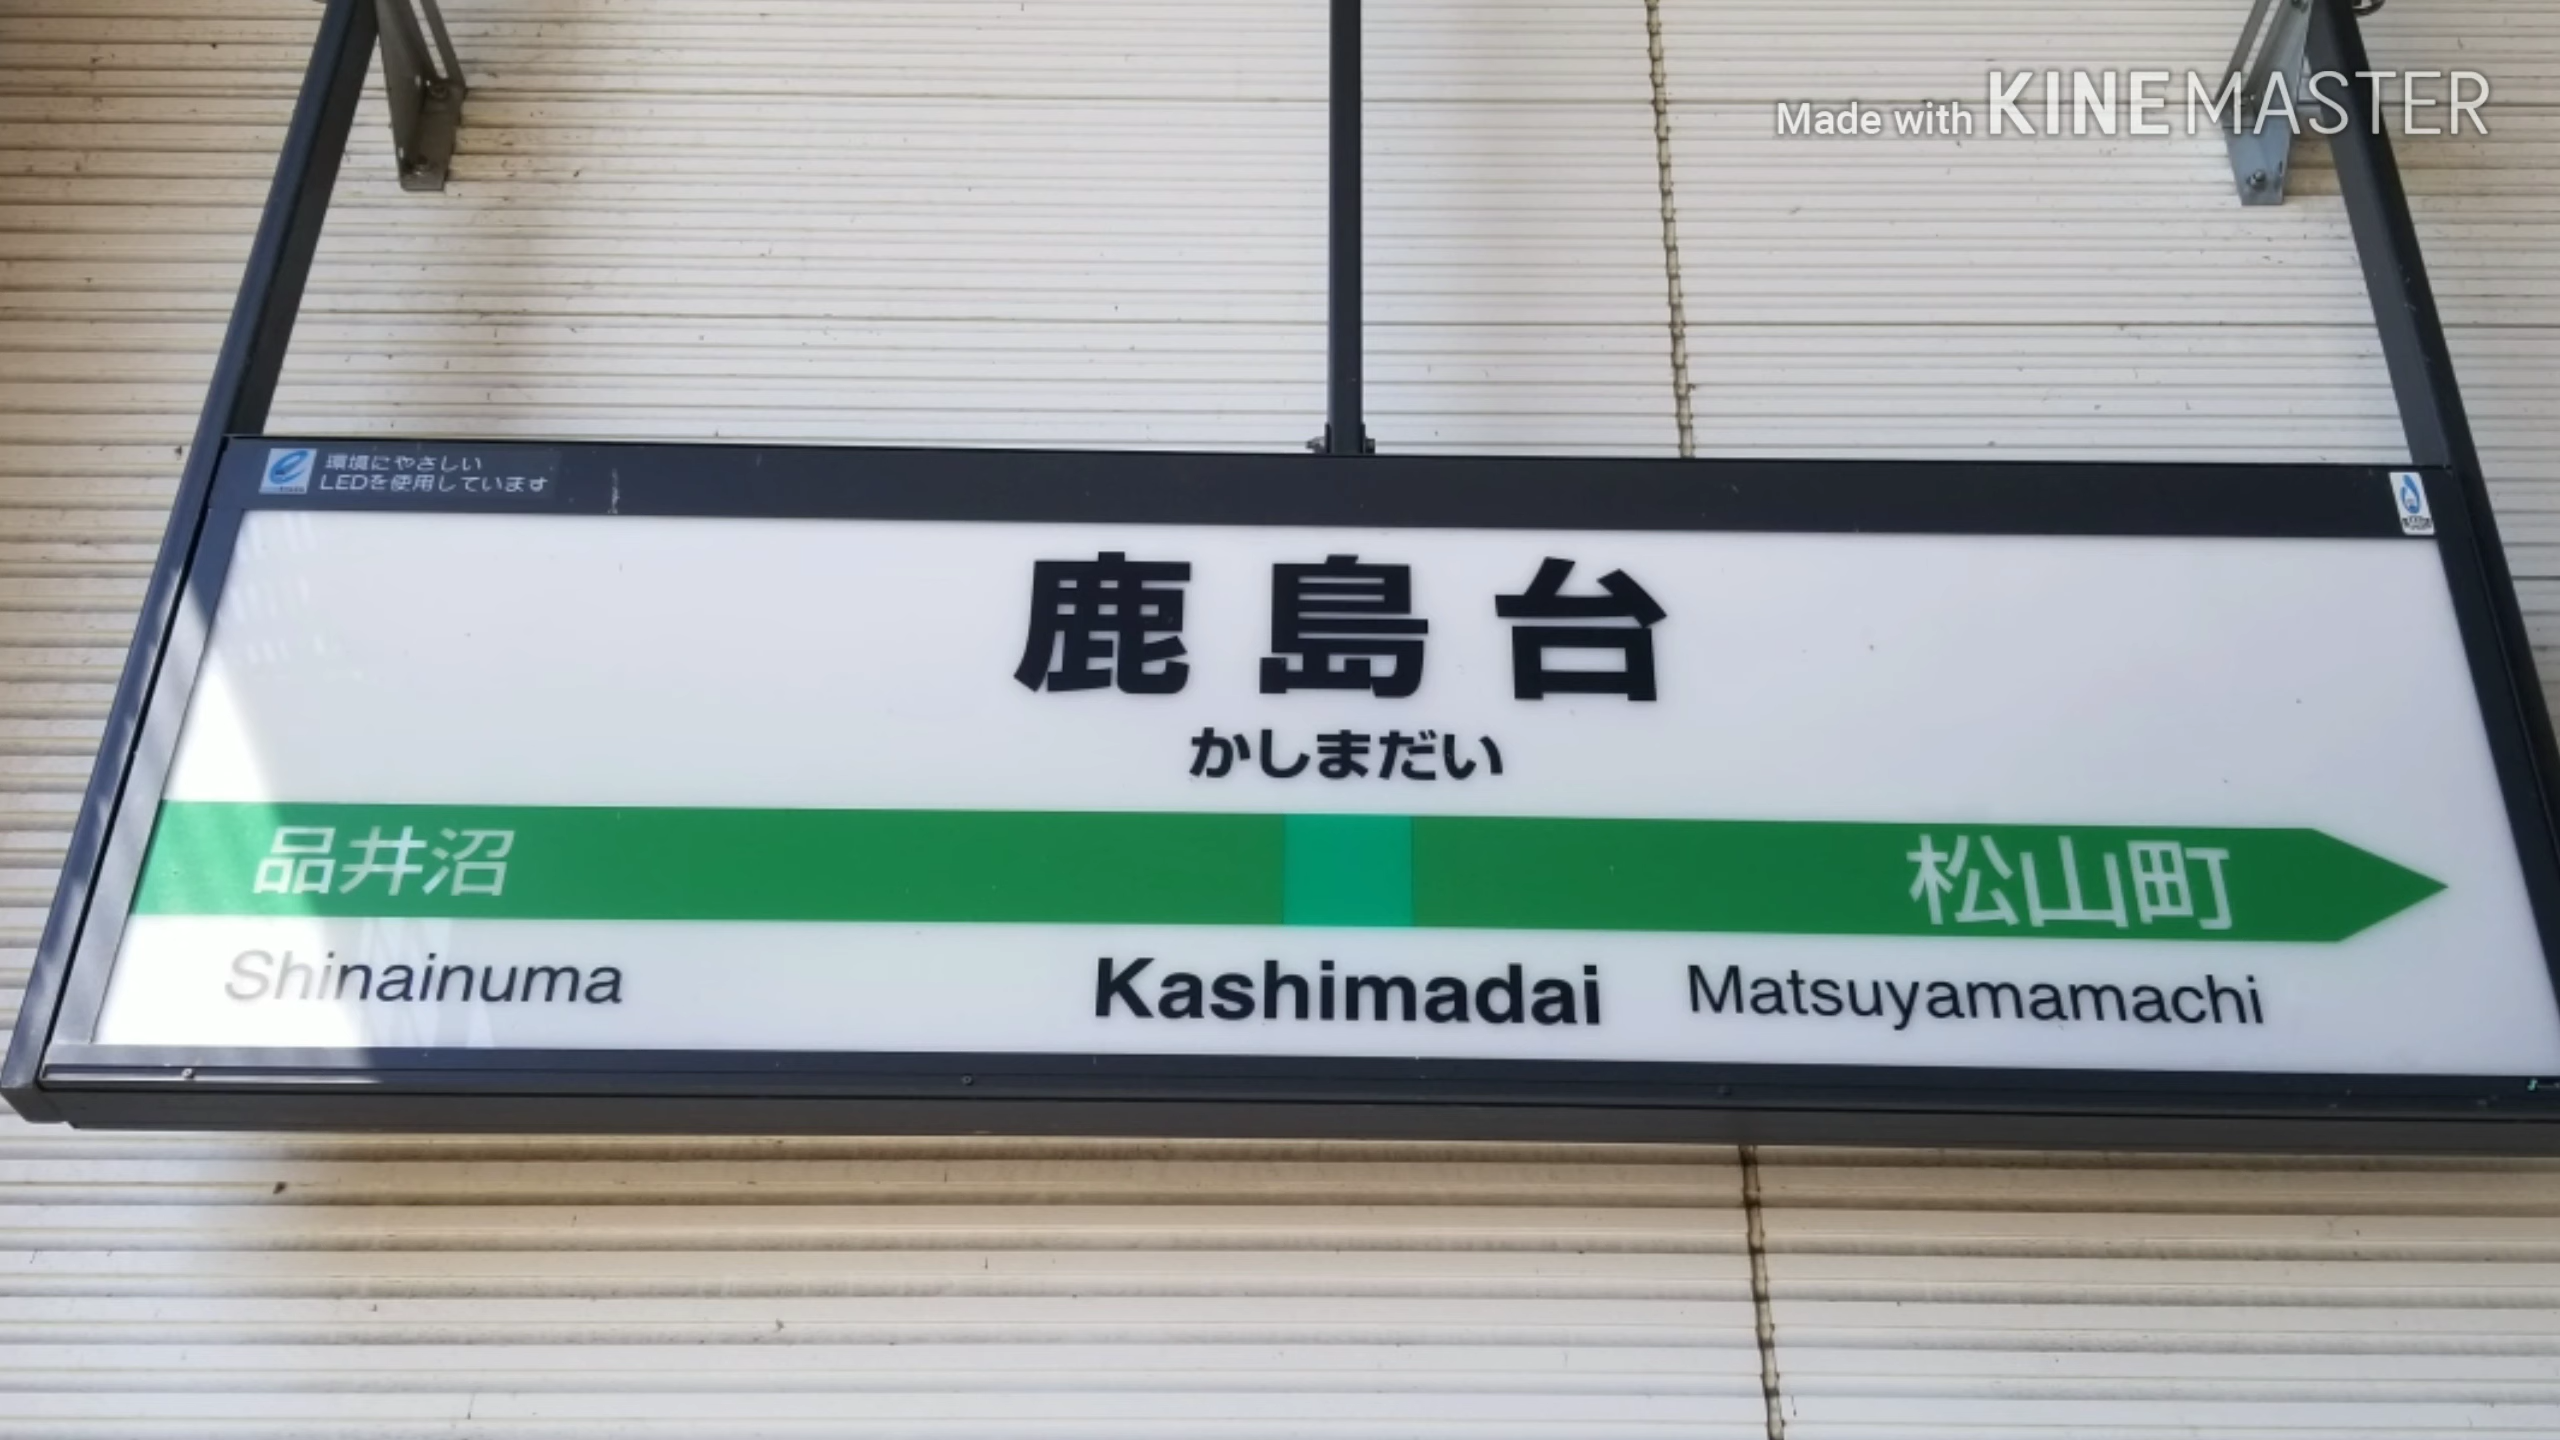 Made with KINEMASTER
環境にやさしい
LEDを使用しています
鹿島台
かしまだい
品井沼 松山町
Shinainuma Kashimadai Matsuyamamachi